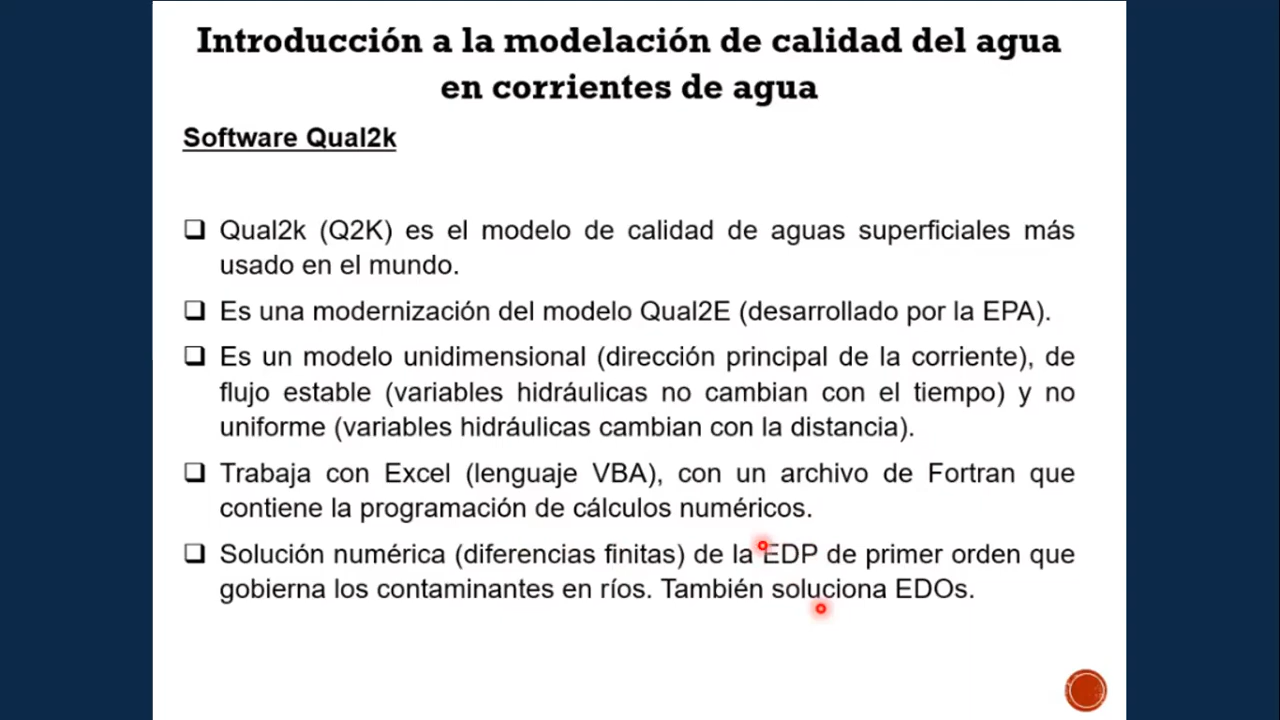 Introducción a la modelación de calidad del agua
en corrientes de agua
Software Qual2k
❑ Qual2k (Q2K) es el modelo de calidad de aguas superficiales más
usado en el mundo.
❑ Es una modernización del modelo Qual2E (desarrollado por la EPA).
❑ Es un modelo unidimensional (dirección principal de la corriente), de
flujo estable (variables hidráulicas no cambian con el tiempo) y no
uniforme (variables hidráulicas cambian con la distancia).
❑ Trabaja con Excel (lenguaje VBA), con un archivo de Fortran que
contiene la programación de cálculos numéricos.
❑ Solución numérica (diferencias finitas) de la EDP de primer orden que
gobierna los contaminantes en ríos. También soluciona EDOs.